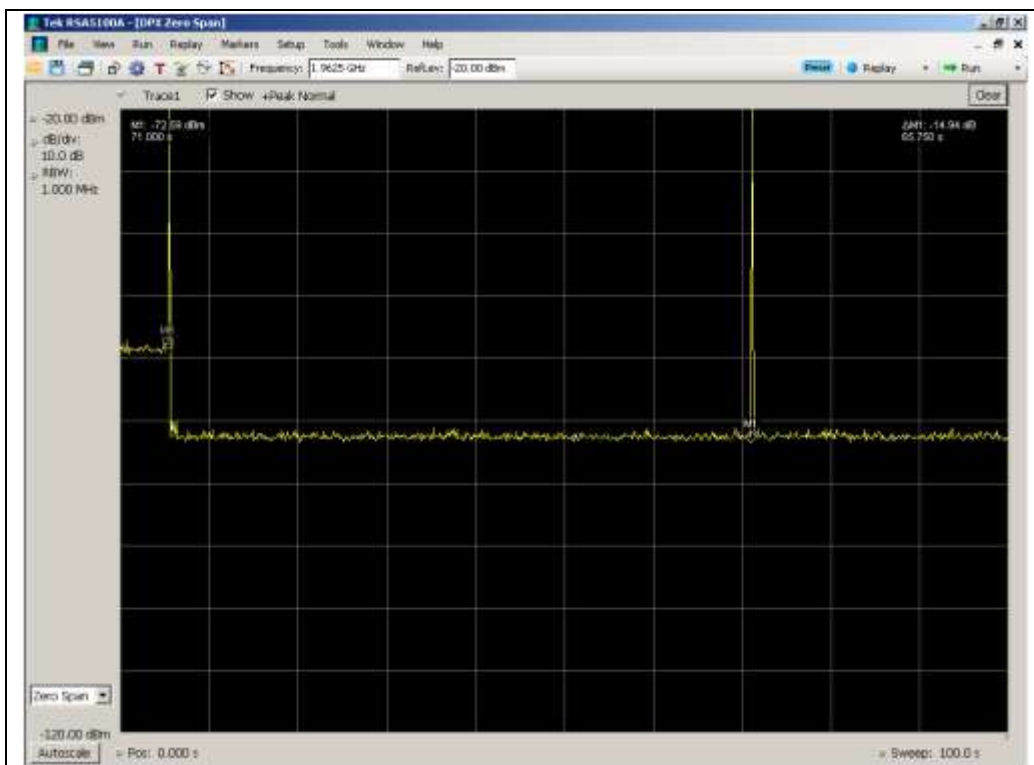 Tek RSA5100A - [DPX Zero Span]
File View Run Replay Markers Setup Tools Window Help
Frequency: 1.9625 GHz RefLev: -20.00 dBm Preset Replay Run
Trace1 Show +Peak Normal Clear
-20.00 dBm
dB/div:
10.0 dB
RBW:
1.000 MHz
M1: -72.59 dBm
71.000 s
ΔM1: -14.94 dB
65.750 s
M1
Zero Span
-120.00 dBm
Autoscale Pos: 0.000 s Sweep: 100.0 s